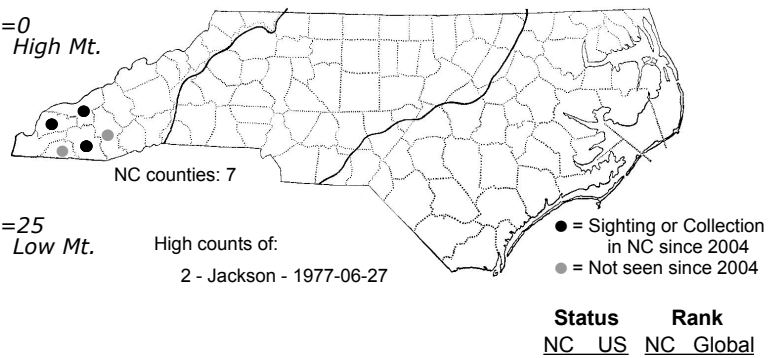 =0
High Mt.
NC counties: 7
=25
Low Mt.
High counts of:
2 - Jackson - 1977-06-27
● = Sighting or Collection
in NC since 2004
● = Not seen since 2004
Status Rank
NC US NC Global